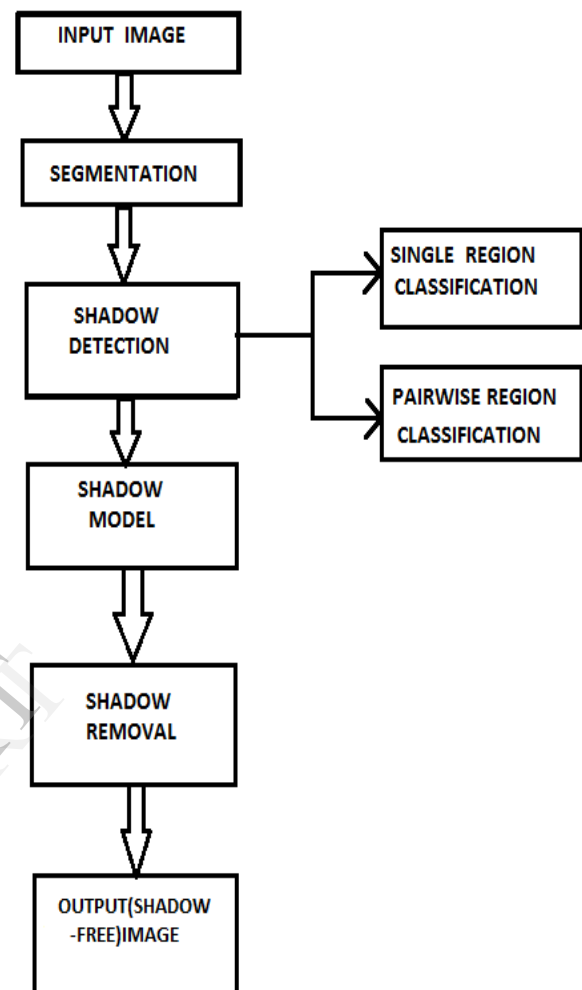 INPUT IMAGE
SEGMENTATION
SHADOW
DETECTION
SINGLE REGION
CLASSIFICATION
PAIRWISE REGION
CLASSIFICATION
SHADOW
MODEL
SHADOW
REMOVAL
OUTPUT(SHADOW
-FREE)IMAGE